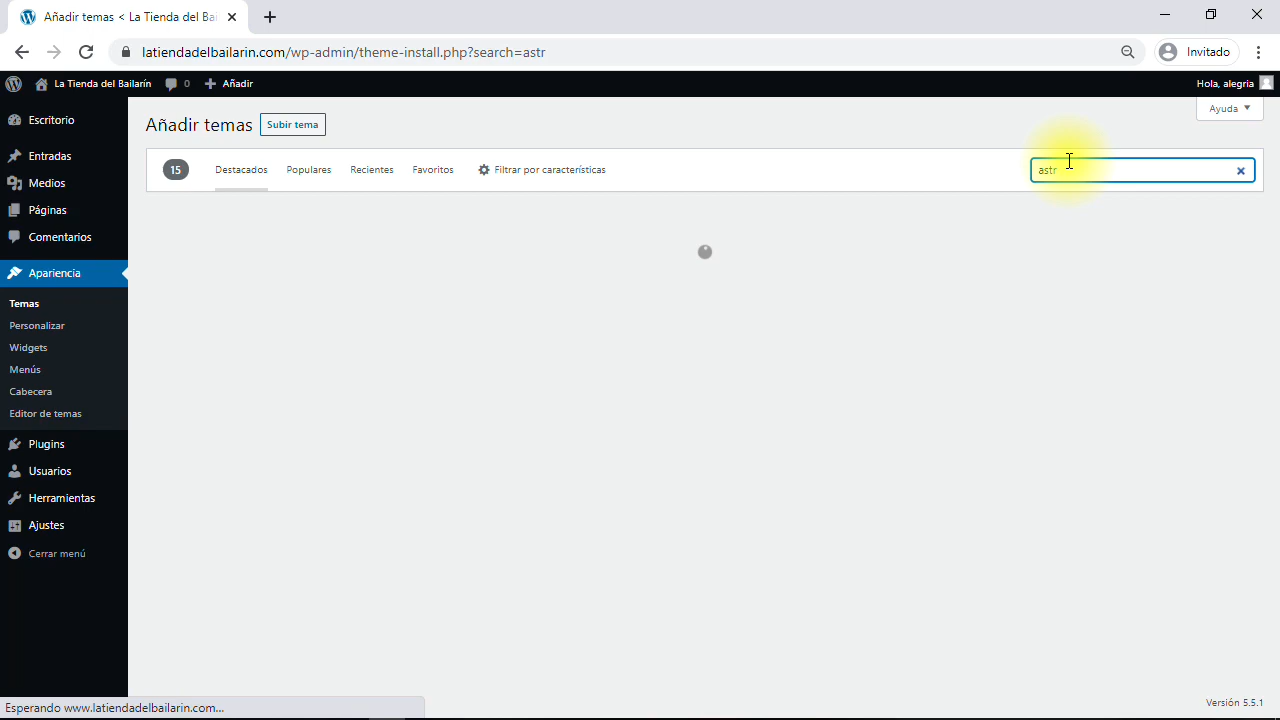 Añadir temas < La Tienda del Bai
latiendadelbailarin.com/wp-admin/theme-install.php?search=astr
Invitado
La Tienda del Bailarín
0
Añadir
Hola, alegria
Ayuda
Escritorio
Entradas
Medios
Páginas
Comentarios
Apariencia
Temas
Personalizar
Widgets
Menús
Cabecera
Editor de temas
Plugins
Usuarios
Herramientas
Ajustes
Cerrar menú
Añadir temas
Subir tema
15
Destacados
Populares
Recientes
Favoritos
Filtrar por características
astr
Esperando www.latiendadelbailarin.com...
Versión 5.5.1